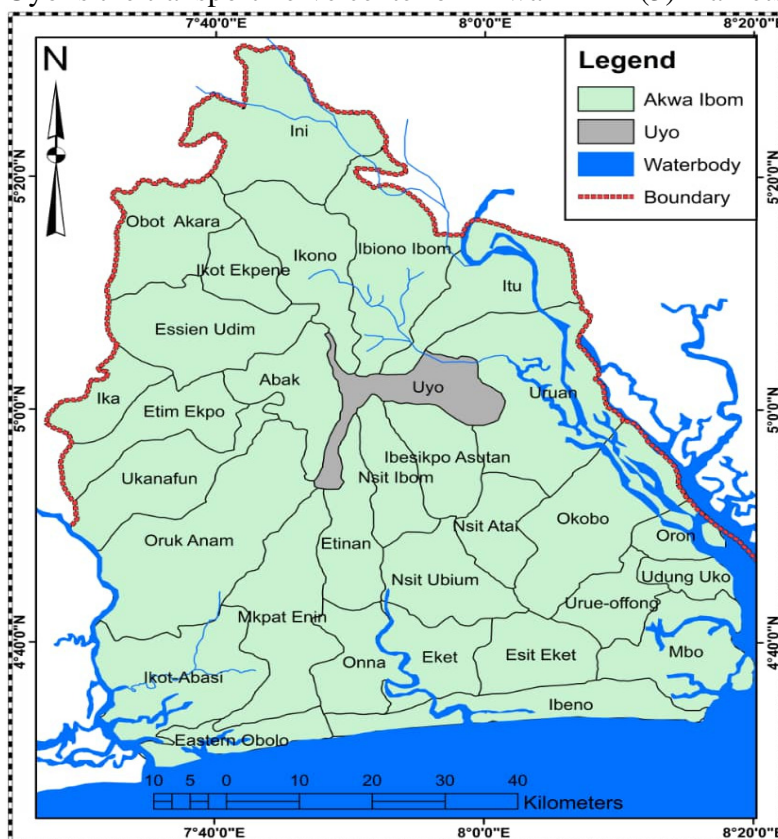 7°40'0"E
8°0'0"E
8°20'0"E
N
Legend
Akwa Ibom
Uyo
Waterbody
Boundary
5°20'0"N
5°20'0"N
Ini
Obot Akara
Ikot Ekpene
Ikono
Ibiono Ibom
Itu
Essien Udim
Abak
Uyo
Uruan
Ika
Etim Ekpo
5°0'0"N
5°0'0"N
Ukanafun
Nsit Ibom
Ibesikpo Asutan
Oruk Anam
Etinan
Nsit Atai
Okobo
Oron
Nsit Ubium
Udung Uko
Urue-offong
Mkpat Enin
4°40'0"N
4°40'0"N
Ikot-Abasi
Onna
Eket
Esit Eket
Mbo
Ibeno
Eastern Obolo
10 5 0 10 20 30 40
Kilometers
7°40'0"E
8°0'0"E
8°20'0"E